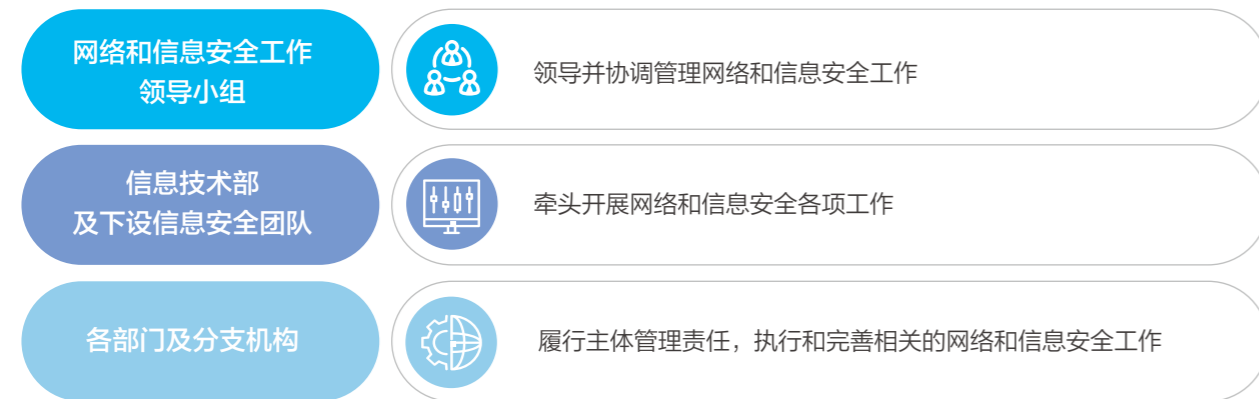 网络和信息安全工作
领导小组
领导并协调管理网络和信息安全工作
信息技术部
及下设信息安全团队
牵头开展网络和信息安全各项工作
各部门及分支机构
履行主体管理责任，执行和完善相关的网络和信息安全工作